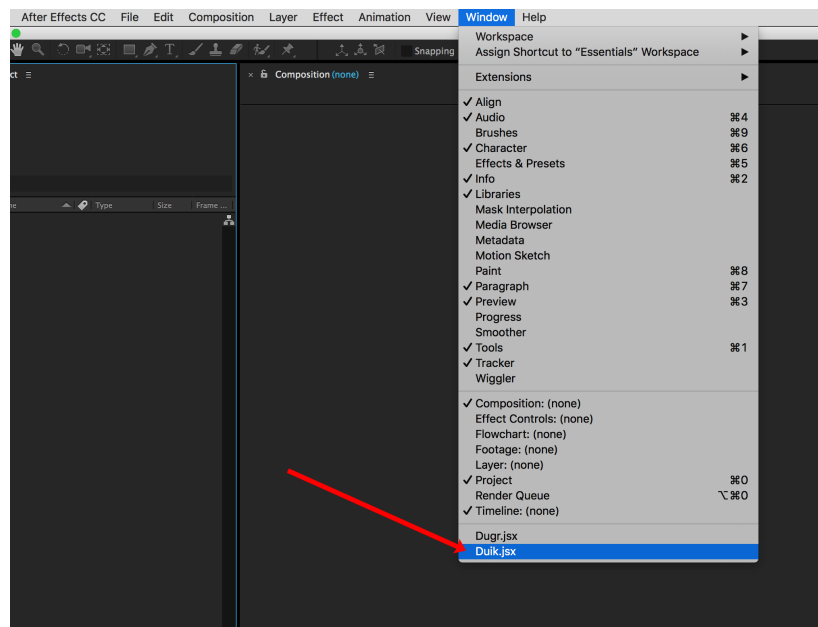 After Effects CC File Edit Composition Layer Effect Animation View Window Help
Snapping
ct
Composition (none)
Type Size Frame ...
Workspace
Assign Shortcut to “Essentials” Workspace
Extensions
✓ Align
✓ Audio ⌘4
Brushes ⌘9
✓ Character ⌘6
Effects & Presets ⌘5
✓ Info ⌘2
✓ Libraries
Mask Interpolation
Media Browser
Metadata
Motion Sketch
Paint ⌘8
✓ Paragraph ⌘7
✓ Preview ⌘3
Progress
Smoother
✓ Tools ⌘1
✓ Tracker
Wiggler
✓ Composition: (none)
Effect Controls: (none)
Flowchart: (none)
Footage: (none)
Layer: (none)
✓ Project ⌘0
Render Queue ⌥⌘0
✓ Timeline: (none)
Dugr.jsx
Duik.jsx